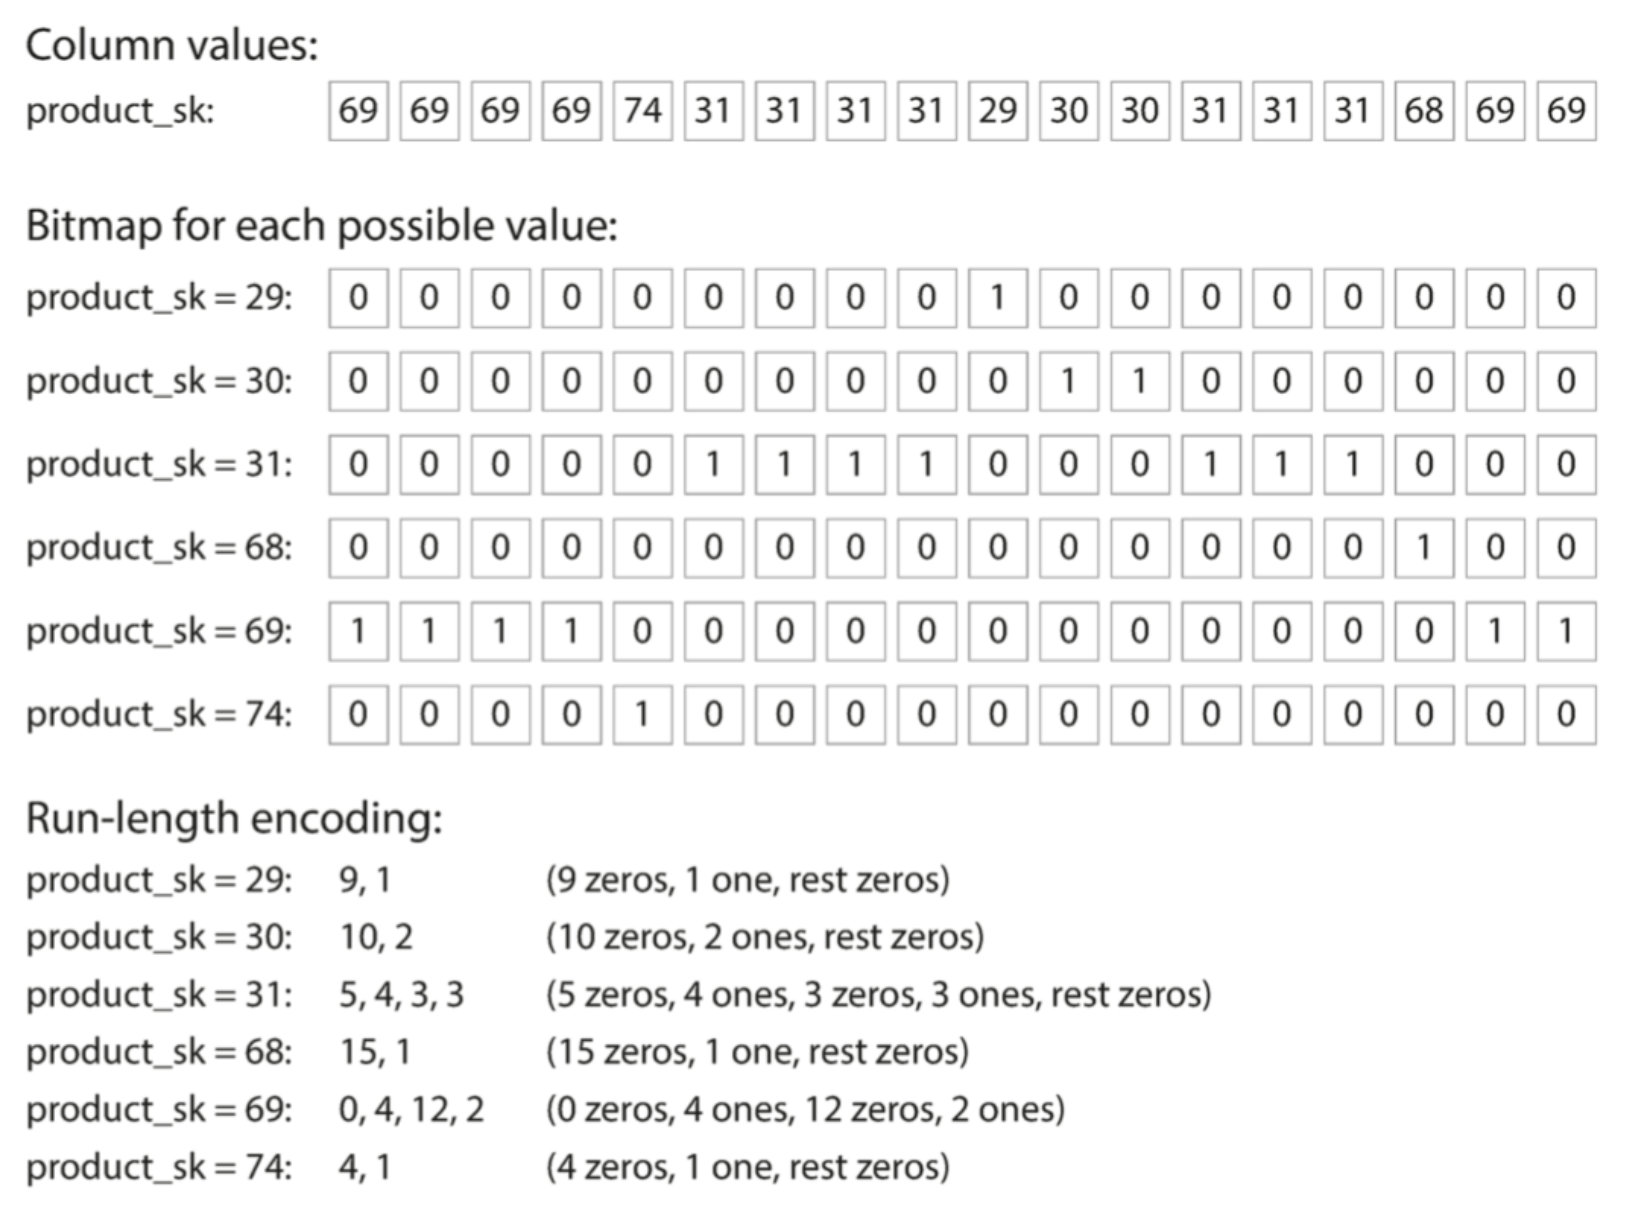 Column values:
product_sk: 69 69 69 69 74 31 31 31 31 29 30 30 31 31 31 68 69 69
Bitmap for each possible value:
product_sk = 29: 0 0 0 0 0 0 0 0 0 1 0 0 0 0 0 0 0 0
product_sk = 30: 0 0 0 0 0 0 0 0 0 0 1 1 0 0 0 0 0 0
product_sk = 31: 0 0 0 0 0 1 1 1 1 0 0 0 1 1 1 0 0 0
product_sk = 68: 0 0 0 0 0 0 0 0 0 0 0 0 0 0 0 1 0 0
product_sk = 69: 1 1 1 1 0 0 0 0 0 0 0 0 0 0 0 0 1 1
product_sk = 74: 0 0 0 0 1 0 0 0 0 0 0 0 0 0 0 0 0 0
Run-length encoding:
product_sk = 29: 9, 1 (9 zeros, 1 one, rest zeros)
product_sk = 30: 10, 2 (10 zeros, 2 ones, rest zeros)
product_sk = 31: 5, 4, 3, 3 (5 zeros, 4 ones, 3 zeros, 3 ones, rest zeros)
product_sk = 68: 15, 1 (15 zeros, 1 one, rest zeros)
product_sk = 69: 0, 4, 12, 2 (0 zeros, 4 ones, 12 zeros, 2 ones)
product_sk = 74: 4, 1 (4 zeros, 1 one, rest zeros)